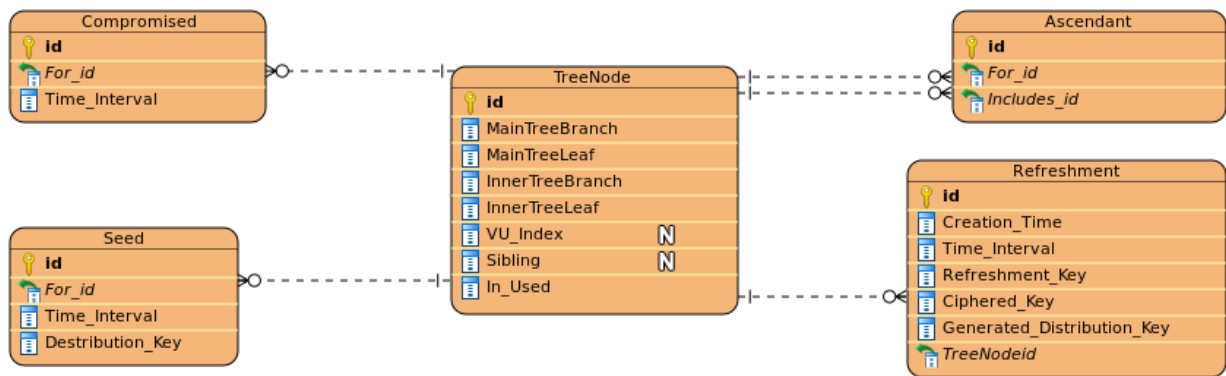 Compromised
id
For_id
Time_Interval
TreeNode
id
MainTreeBranch
MainTreeLeaf
InnerTreeBranch
InnerTreeLeaf
VU_Index N
Sibling N
In_Used
Ascendant
id
For_id
Includes_id
Seed
id
For_id
Time_Interval
Destribution_Key
Refreshment
id
Creation_Time
Time_Interval
Refreshment_Key
Ciphered_Key
Generated_Distribution_Key
TreeNodeid